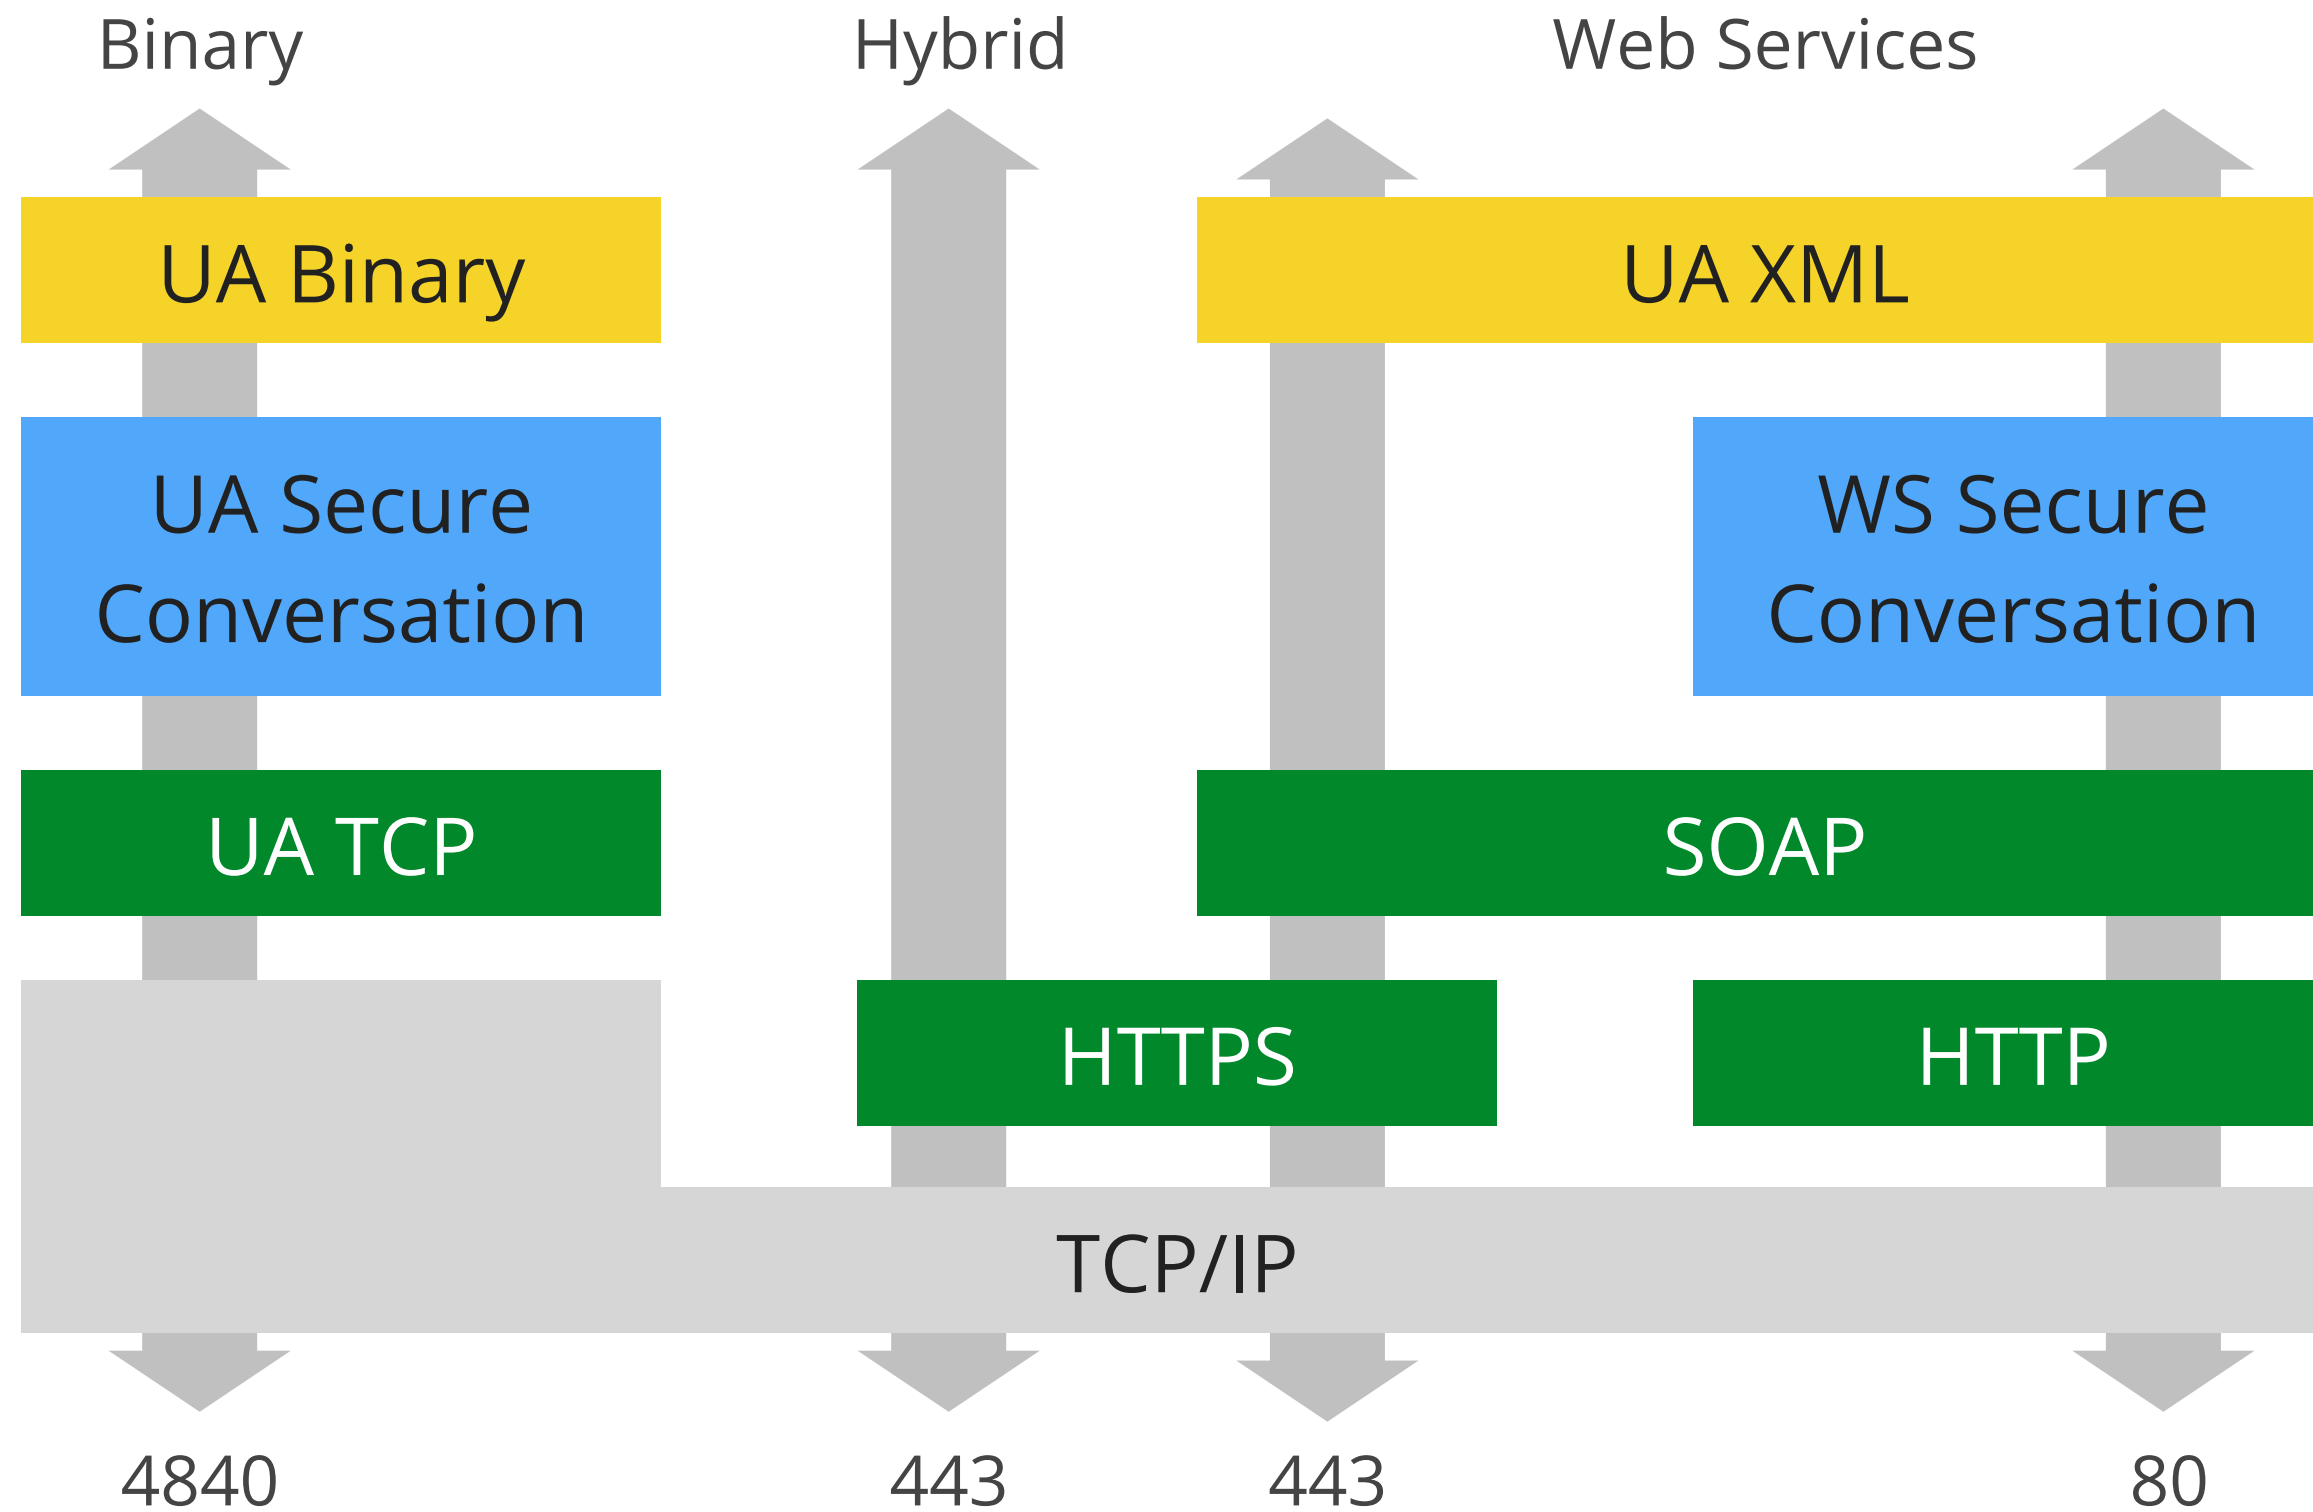 Binary
Hybrid
Web Services
UA Binary
UA XML
UA Secure
Conversation
WS Secure
Conversation
UA TCP
SOAP
HTTPS
HTTP
TCP/IP
4840
443
443
80